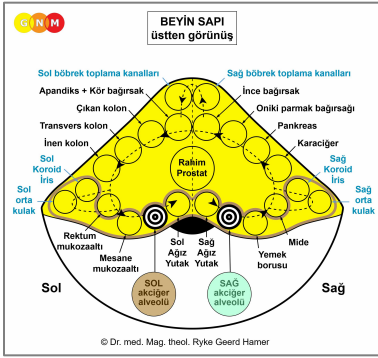 GNM
BEYİN SAPI
üstten görünüş
Sol böbrek toplama kanalları
Sağ böbrek toplama kanalları
Apandiks + Kör bağırsak
İnce bağırsak
Çıkan kolon
Oniki parmak bağırsağı
Transvers kolon
Pankreas
İnen kolon
Karaciğer
Rahim
Prostat
Sol
Koroid
İris
Sağ
Koroid
İris
Sol
orta
kulak
Sağ
orta
kulak
Rektum
mukozaaltı
Mesane
mukozaaltı
Sol
Ağız
Yutak
Sağ
Ağız
Yutak
Yemek
borusu
Mide
SOL
akciğer
alveolü
SAĞ
akciğer
alveolü
Sol
Sağ
© Dr. med. Mag. theol. Ryke Geerd Hamer